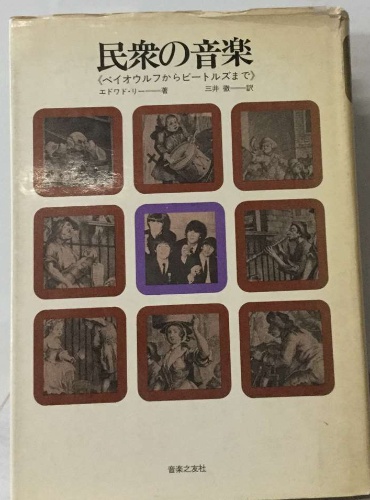 民衆の音楽
《ベイオウルフからビートルズまで》
エドワド・リー──著 三井 徹──訳
音楽之友社